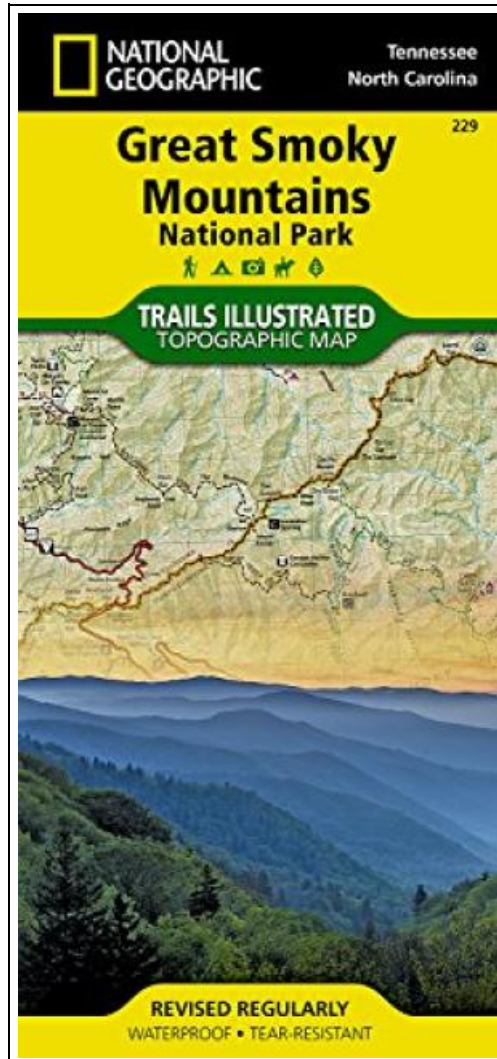 NATIONAL
GEOGRAPHIC
Tennessee
North Carolina
229
Great Smoky
Mountains
National Park
TRAILS ILLUSTRATED
TOPOGRAPHIC MAP
REVISED REGULARLY
WATERPROOF • TEAR-RESISTANT